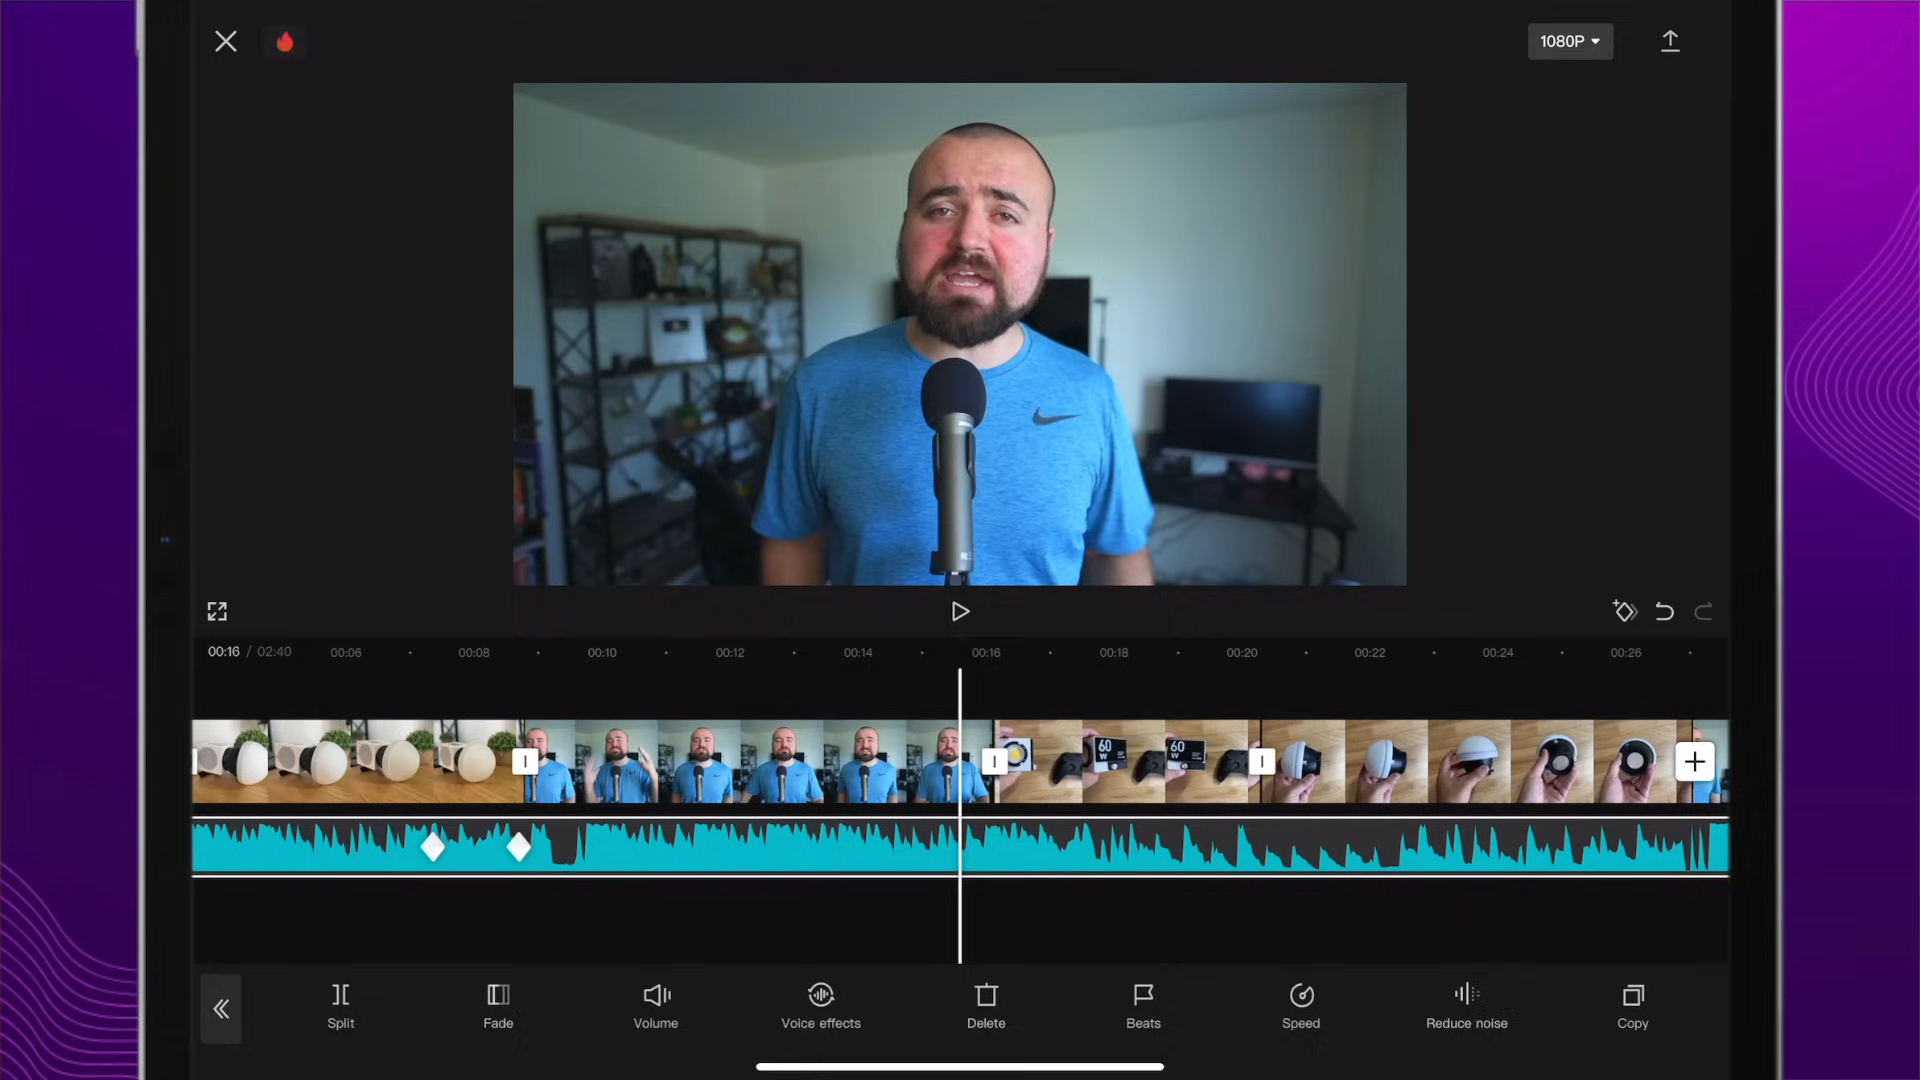 1080P
00:16 / 02:40 00:06 00:08 00:10 00:12 00:14 00:16 00:18 00:20 00:22 00:24 00:26
60
W
60
W
Split Fade Volume Voice effects Delete Beats Speed Reduce noise Copy